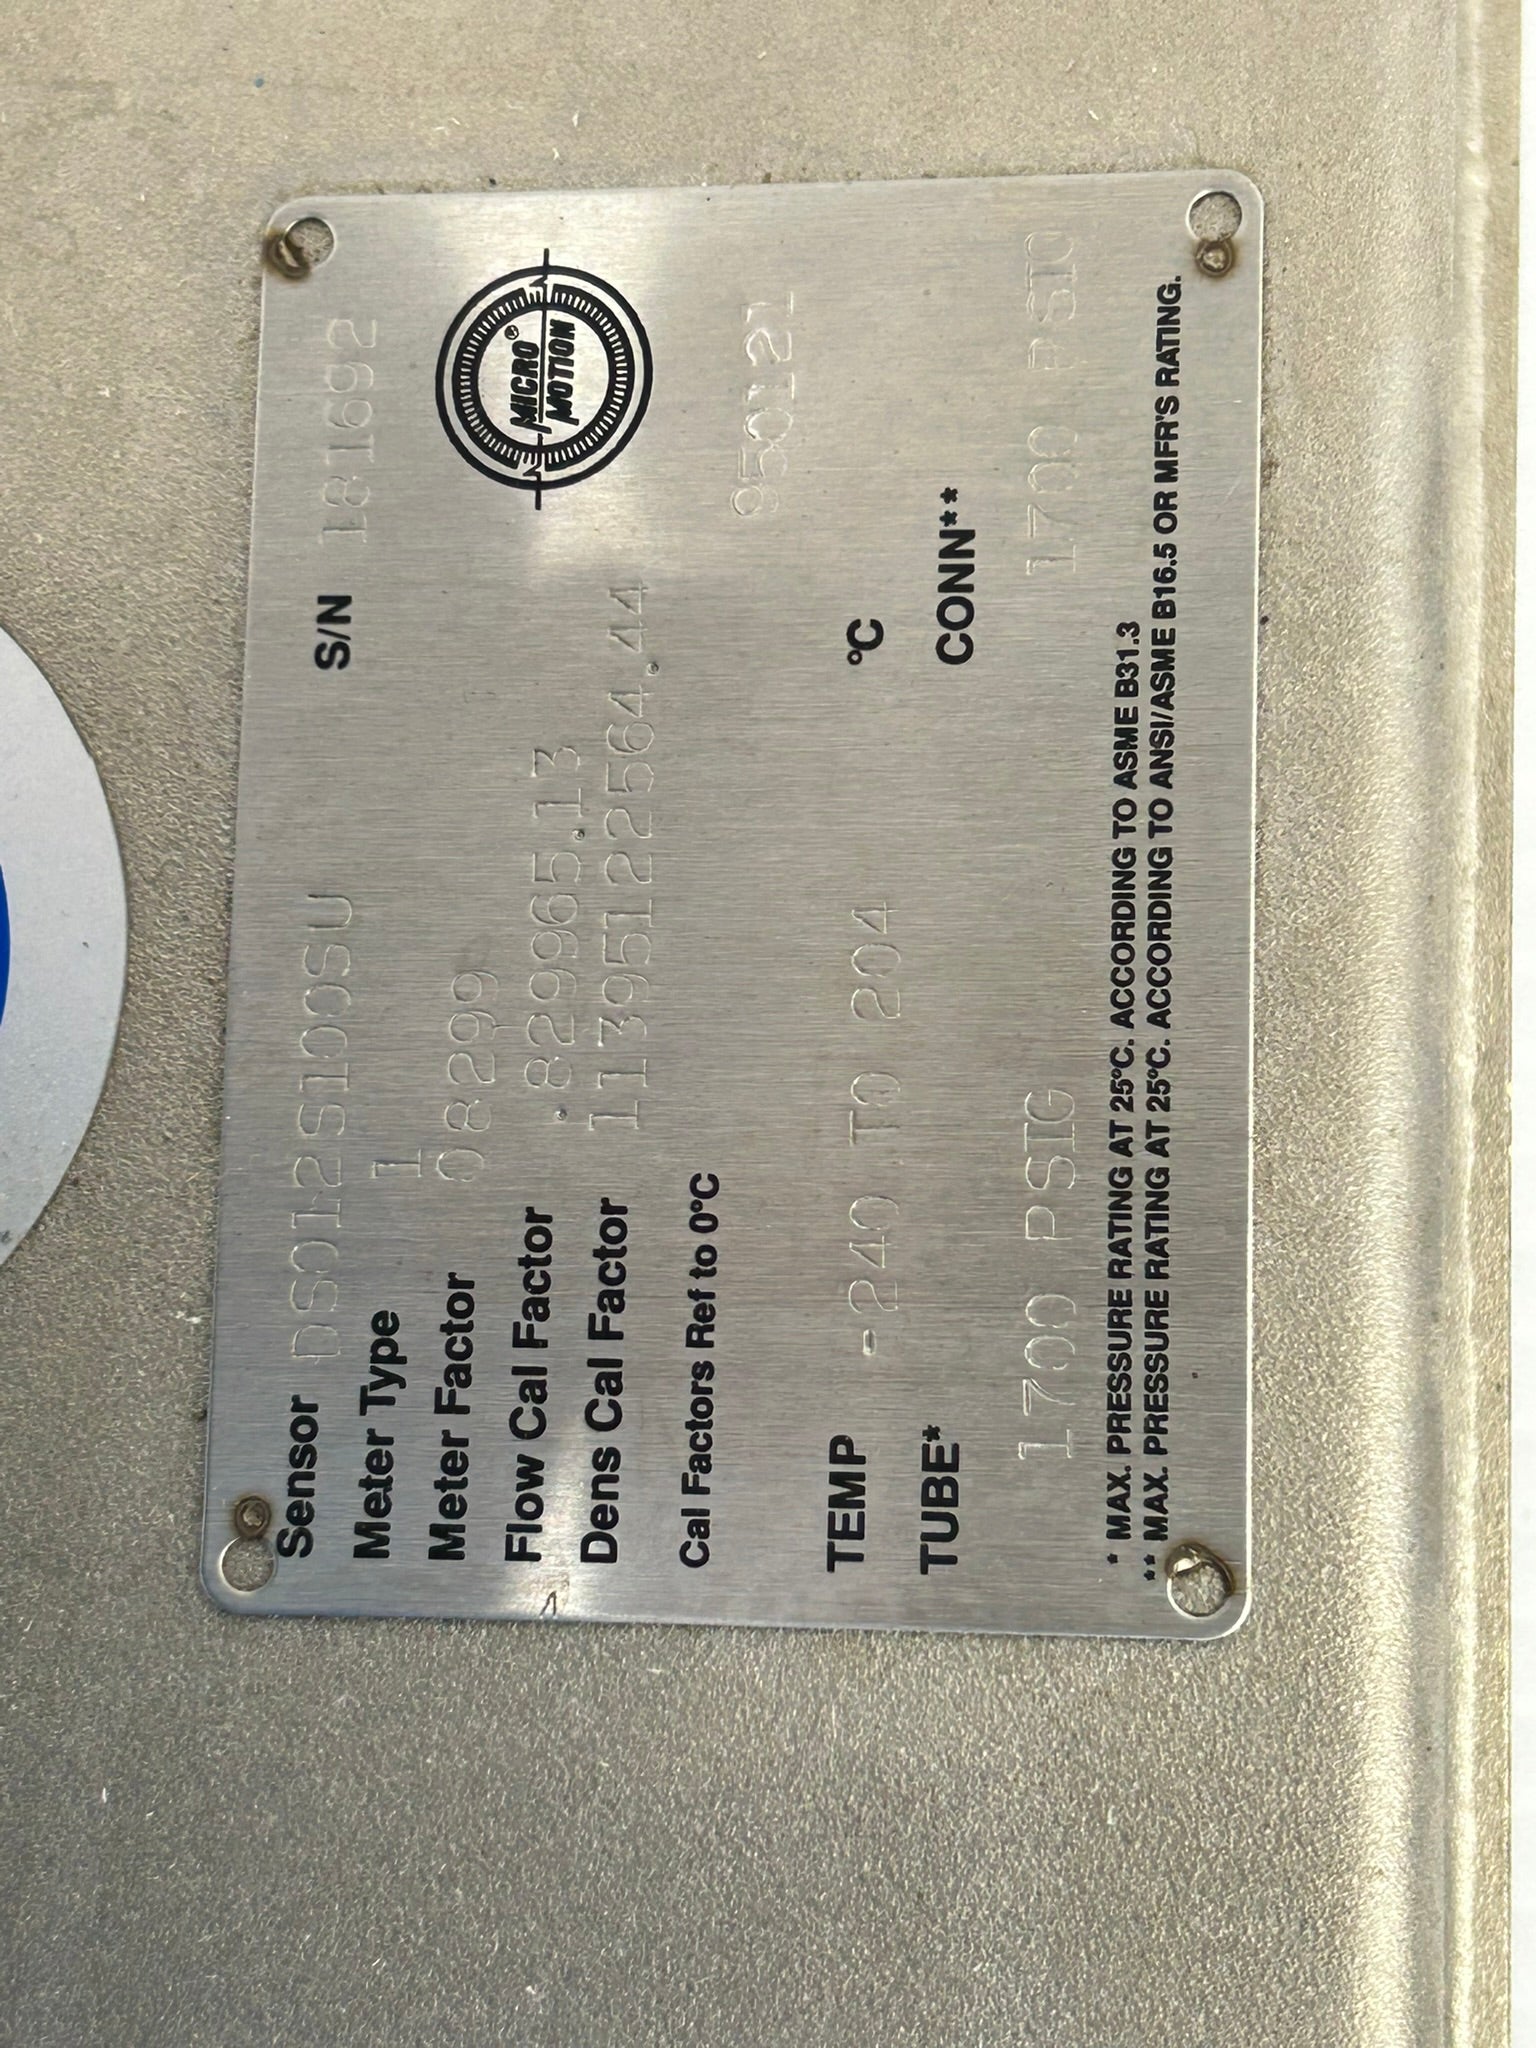 Sensor DS012S100SU S/N 181692
Meter Type 1
Meter Factor 08299
Flow Cal Factor .829965.13
Dens Cal Factor 11395122564.44
MICRO®
MOTION
Cal Factors Ref to 0°C
950121
TEMP -240 TO 204 °C
TUBE* CONN**
1700 PSIG 1700 PSIG
* MAX. PRESSURE RATING AT 25°C. ACCORDING TO ASME B31.3
** MAX. PRESSURE RATING AT 25°C. ACCORDING TO ANSI/ASME B16.5 OR MFR'S RATING.